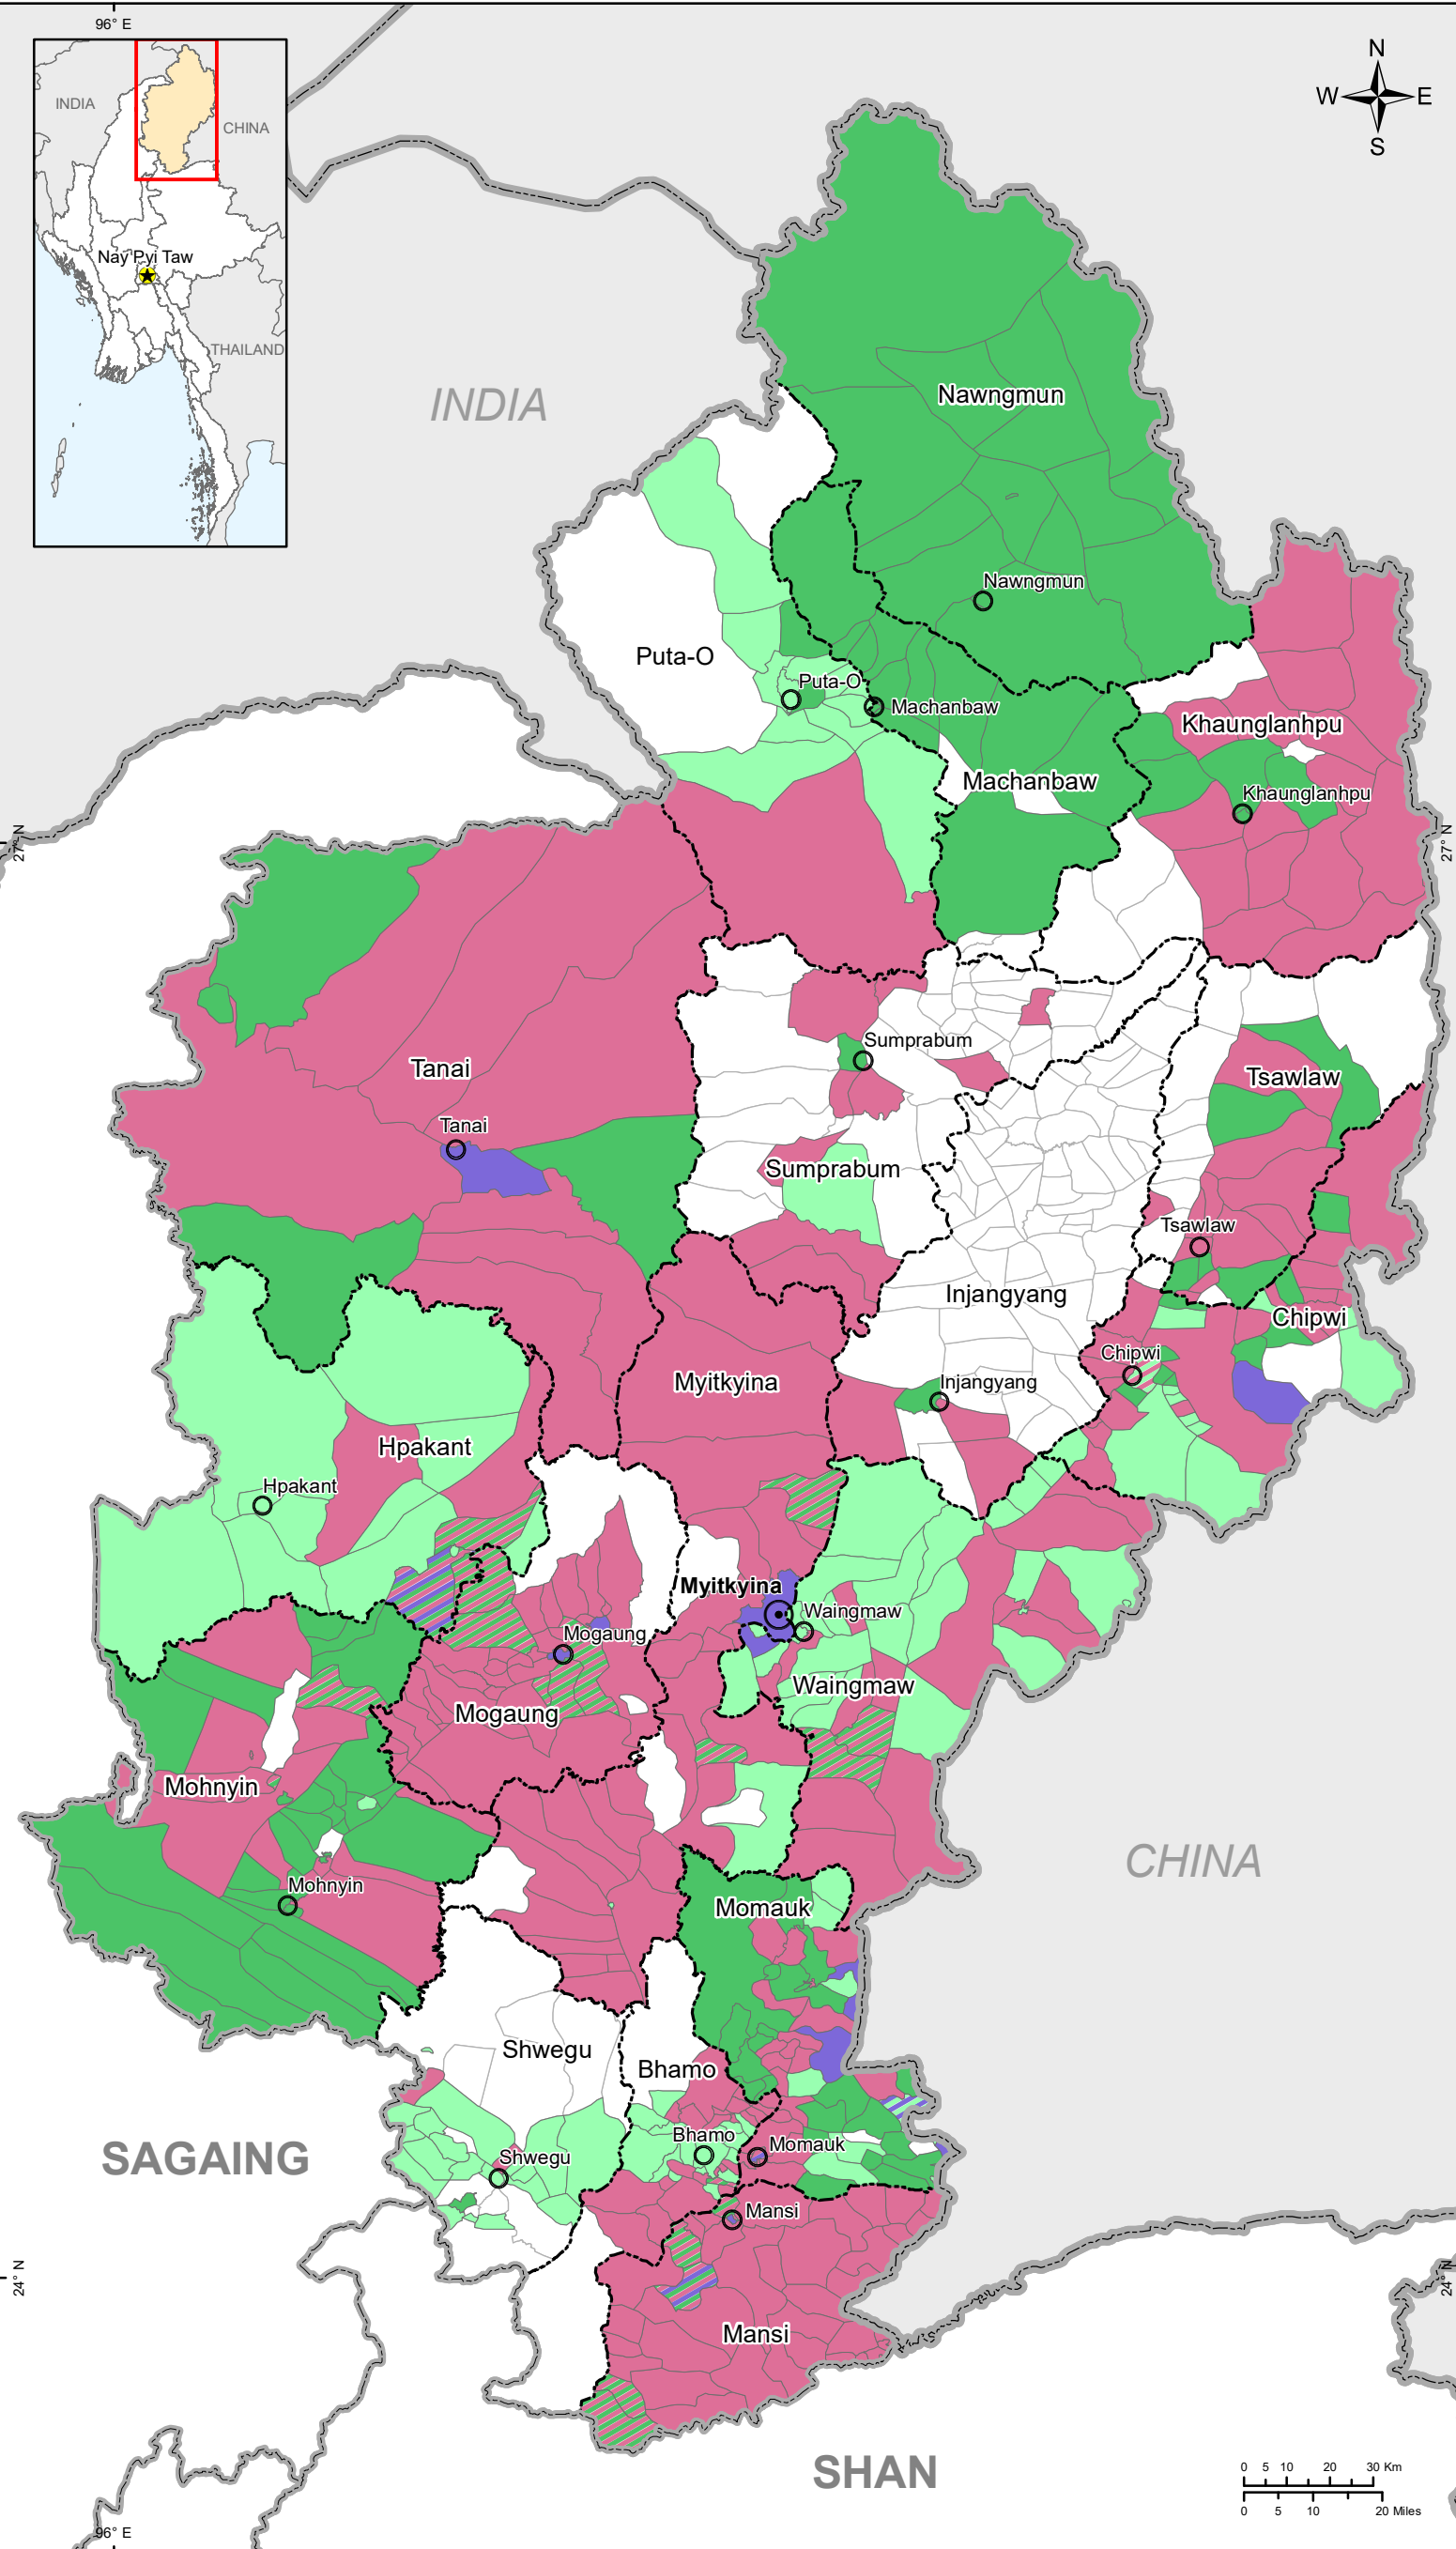 96° E
N
W
E
S
INDIA
CHINA
Nay Pyi Taw
THAILAND
INDIA
Nawngmun
Nawngmun
Puta-O
Puta-O
Machanbaw
Khaunglanhpu
Machanbaw
Khaunglanhpu
27° N
27° N
Sumprabum
Tanai
Tsawlaw
Tanai
Sumprabum
Tsawlaw
Injangyang
Chipwi
Chipwi
Myitkyina
Injangyang
Hpakant
Hpakant
Myitkyina
Waingmaw
Mogaung
Waingmaw
Mogaung
Mohnyin
CHINA
Mohnyin
Momauk
Shwegu
Bhamo
Bhamo
Momauk
SAGAING
Shwegu
Mansi
24° N
24° N
Mansi
SHAN
0 5 10 20 30 Km
0 5 10 20 Miles
96° E